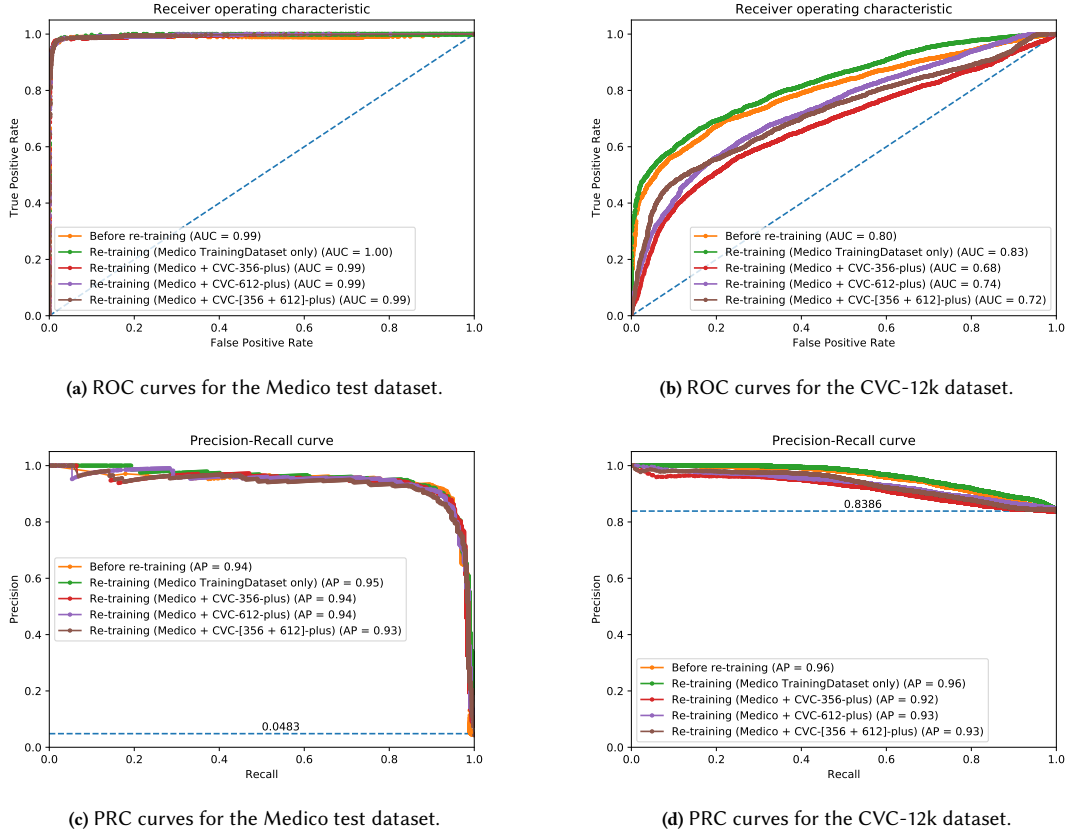 Receiver operating characteristic
True Positive Rate
1.0
0.8
0.6
0.4
0.2
0.0
Before re-training (AUC = 0.99)
Re-training (Medico TrainingDataset only) (AUC = 1.00)
Re-training (Medico + CVC-356-plus) (AUC = 0.99)
Re-training (Medico + CVC-612-plus) (AUC = 0.99)
Re-training (Medico + CVC-[356 + 612]-plus) (AUC = 0.99)
0.0 0.2 0.4 0.6 0.8 1.0
False Positive Rate
(a) ROC curves for the Medico test dataset.
Receiver operating characteristic
True Positive Rate
1.0
0.8
0.6
0.4
0.2
0.0
Before re-training (AUC = 0.80)
Re-training (Medico TrainingDataset only) (AUC = 0.83)
Re-training (Medico + CVC-356-plus) (AUC = 0.68)
Re-training (Medico + CVC-612-plus) (AUC = 0.74)
Re-training (Medico + CVC-[356 + 612]-plus) (AUC = 0.72)
0.0 0.2 0.4 0.6 0.8 1.0
False Positive Rate
(b) ROC curves for the CVC-12k dataset.
Precision-Recall curve
Precision
1.0
0.8
0.6
0.4
0.2
0.0
Before re-training (AP = 0.94)
Re-training (Medico TrainingDataset only) (AP = 0.95)
Re-training (Medico + CVC-356-plus) (AP = 0.94)
Re-training (Medico + CVC-612-plus) (AP = 0.94)
Re-training (Medico + CVC-[356 + 612]-plus) (AP = 0.93)
0.0483
0.0 0.2 0.4 0.6 0.8 1.0
Recall
(c) PRC curves for the Medico test dataset.
Precision-Recall curve
Precision
1.0
0.8
0.6
0.4
0.2
0.0
0.8386
Before re-training (AP = 0.96)
Re-training (Medico TrainingDataset only) (AP = 0.96)
Re-training (Medico + CVC-356-plus) (AP = 0.92)
Re-training (Medico + CVC-612-plus) (AP = 0.93)
Re-training (Medico + CVC-[356 + 612]-plus) (AP = 0.93)
0.0 0.2 0.4 0.6 0.8 1.0
Recall
(d) PRC curves for the CVC-12k dataset.